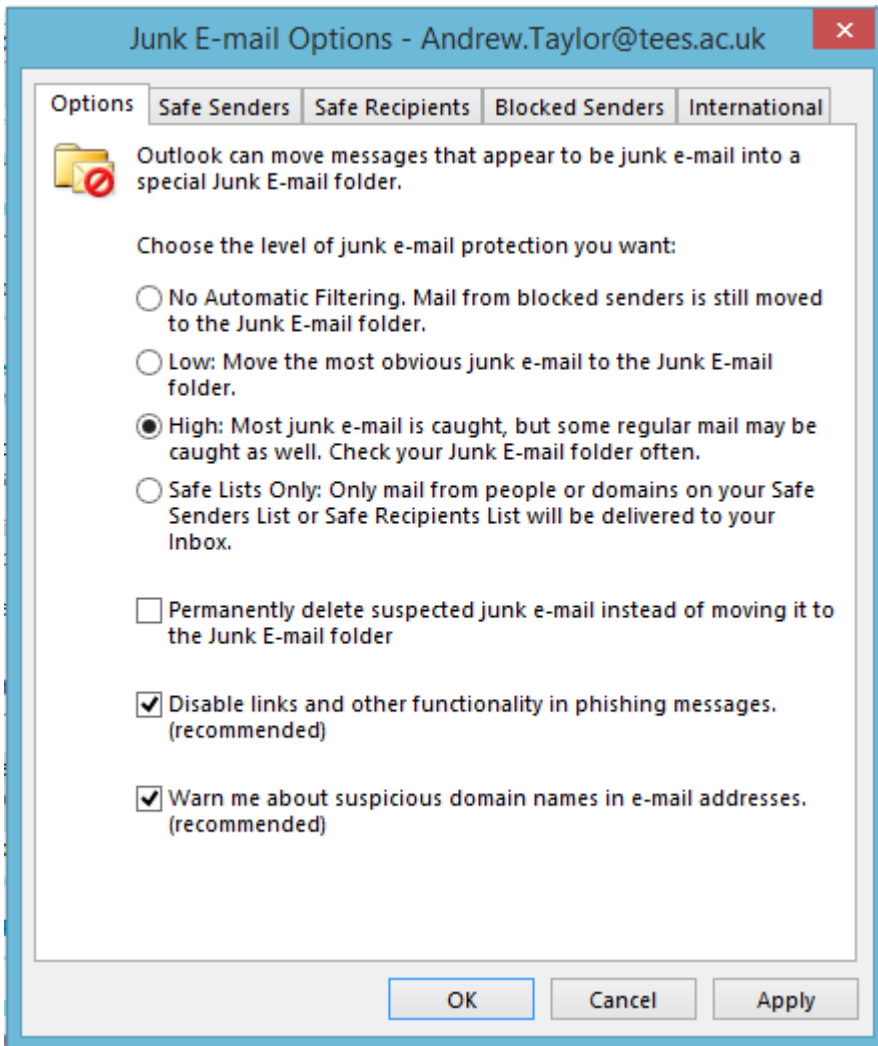 Junk E-mail Options - Andrew.Taylor@tees.ac.uk
Options Safe Senders Safe Recipients Blocked Senders International
Outlook can move messages that appear to be junk e-mail into a
special Junk E-mail folder.
Choose the level of junk e-mail protection you want:
No Automatic Filtering. Mail from blocked senders is still moved
to the Junk E-mail folder.
Low: Move the most obvious junk e-mail to the Junk E-mail
folder.
High: Most junk e-mail is caught, but some regular mail may be
caught as well. Check your Junk E-mail folder often.
Safe Lists Only: Only mail from people or domains on your Safe
Senders List or Safe Recipients List will be delivered to your
Inbox.
Permanently delete suspected junk e-mail instead of moving it to
the Junk E-mail folder
Disable links and other functionality in phishing messages.
(recommended)
Warn me about suspicious domain names in e-mail addresses.
(recommended)
OK Cancel Apply